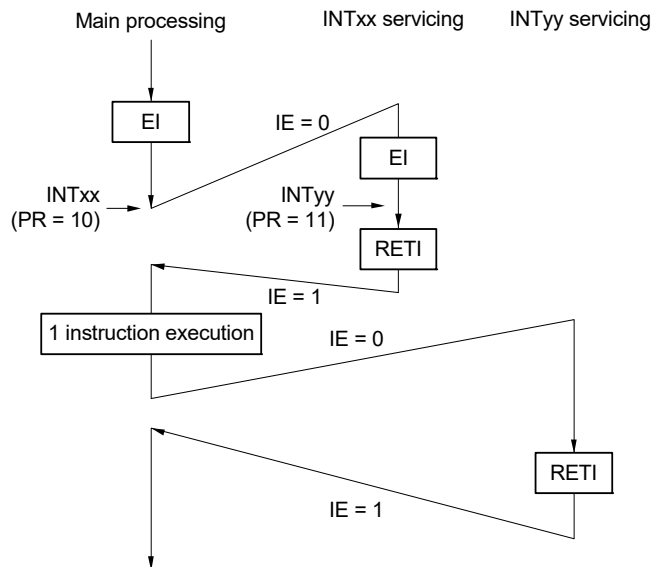 Main processing
INTxx servicing
INTyy servicing
EI
IE = 0
EI
INTxx
(PR = 10)
INTyy
(PR = 11)
RETI
IE = 1
1 instruction execution
IE = 0
RETI
IE = 1